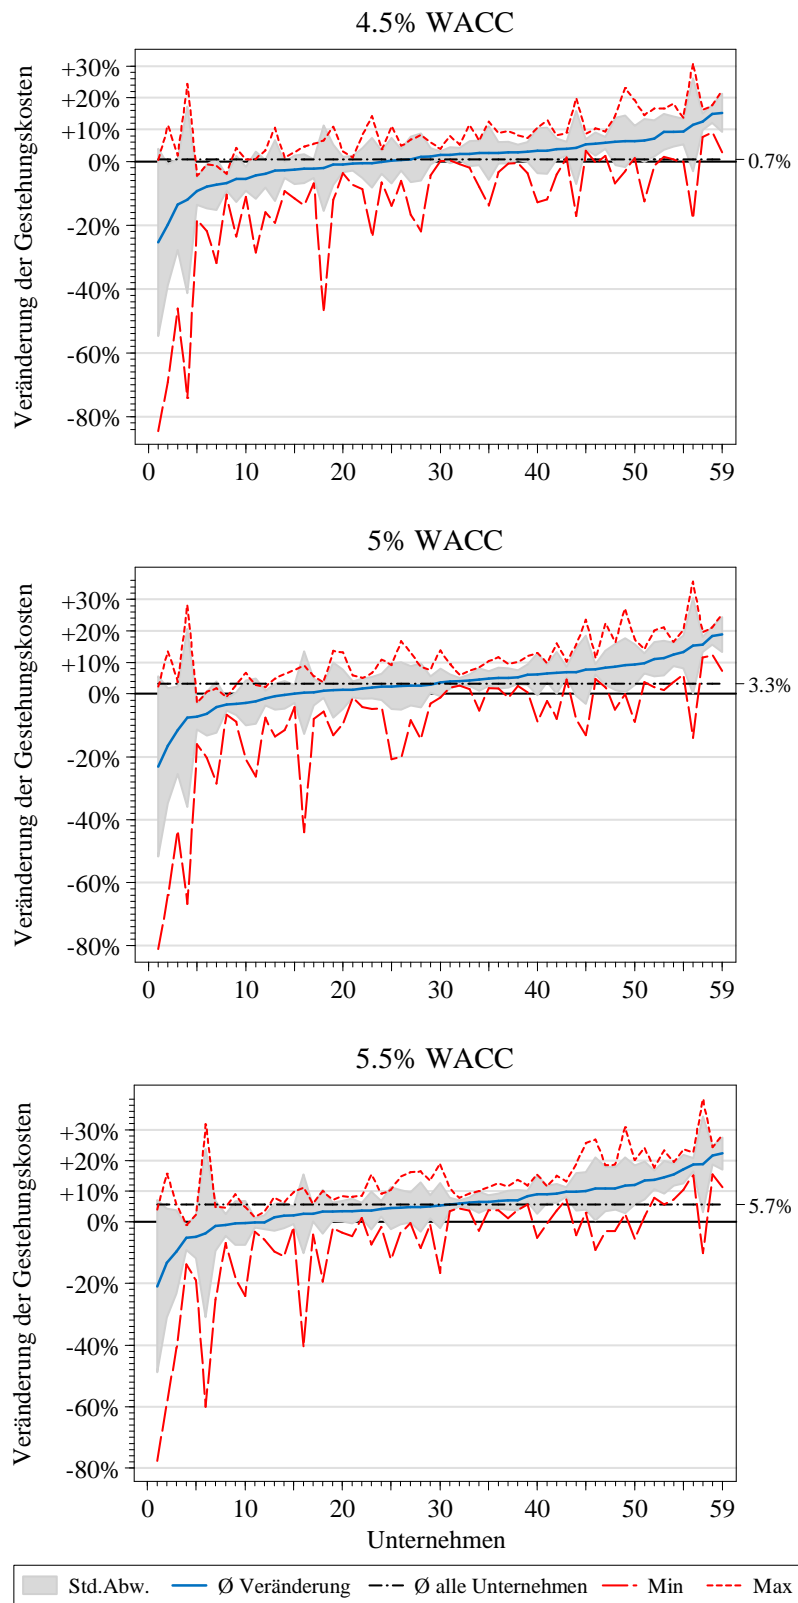 4.5% WACC
Veränderung der Gestehungskosten
+30%
+20%
+10%
0%
-20%
-40%
-60%
-80%
0.7%
0 10 20 30 40 50 59
5% WACC
Veränderung der Gestehungskosten
+30%
+20%
+10%
0%
-20%
-40%
-60%
-80%
3.3%
0 10 20 30 40 50 59
5.5% WACC
Veränderung der Gestehungskosten
+30%
+20%
+10%
0%
-20%
-40%
-60%
-80%
5.7%
0 10 20 30 40 50 59
Unternehmen
Std.Abw. Ø Veränderung Ø alle Unternehmen Min Max